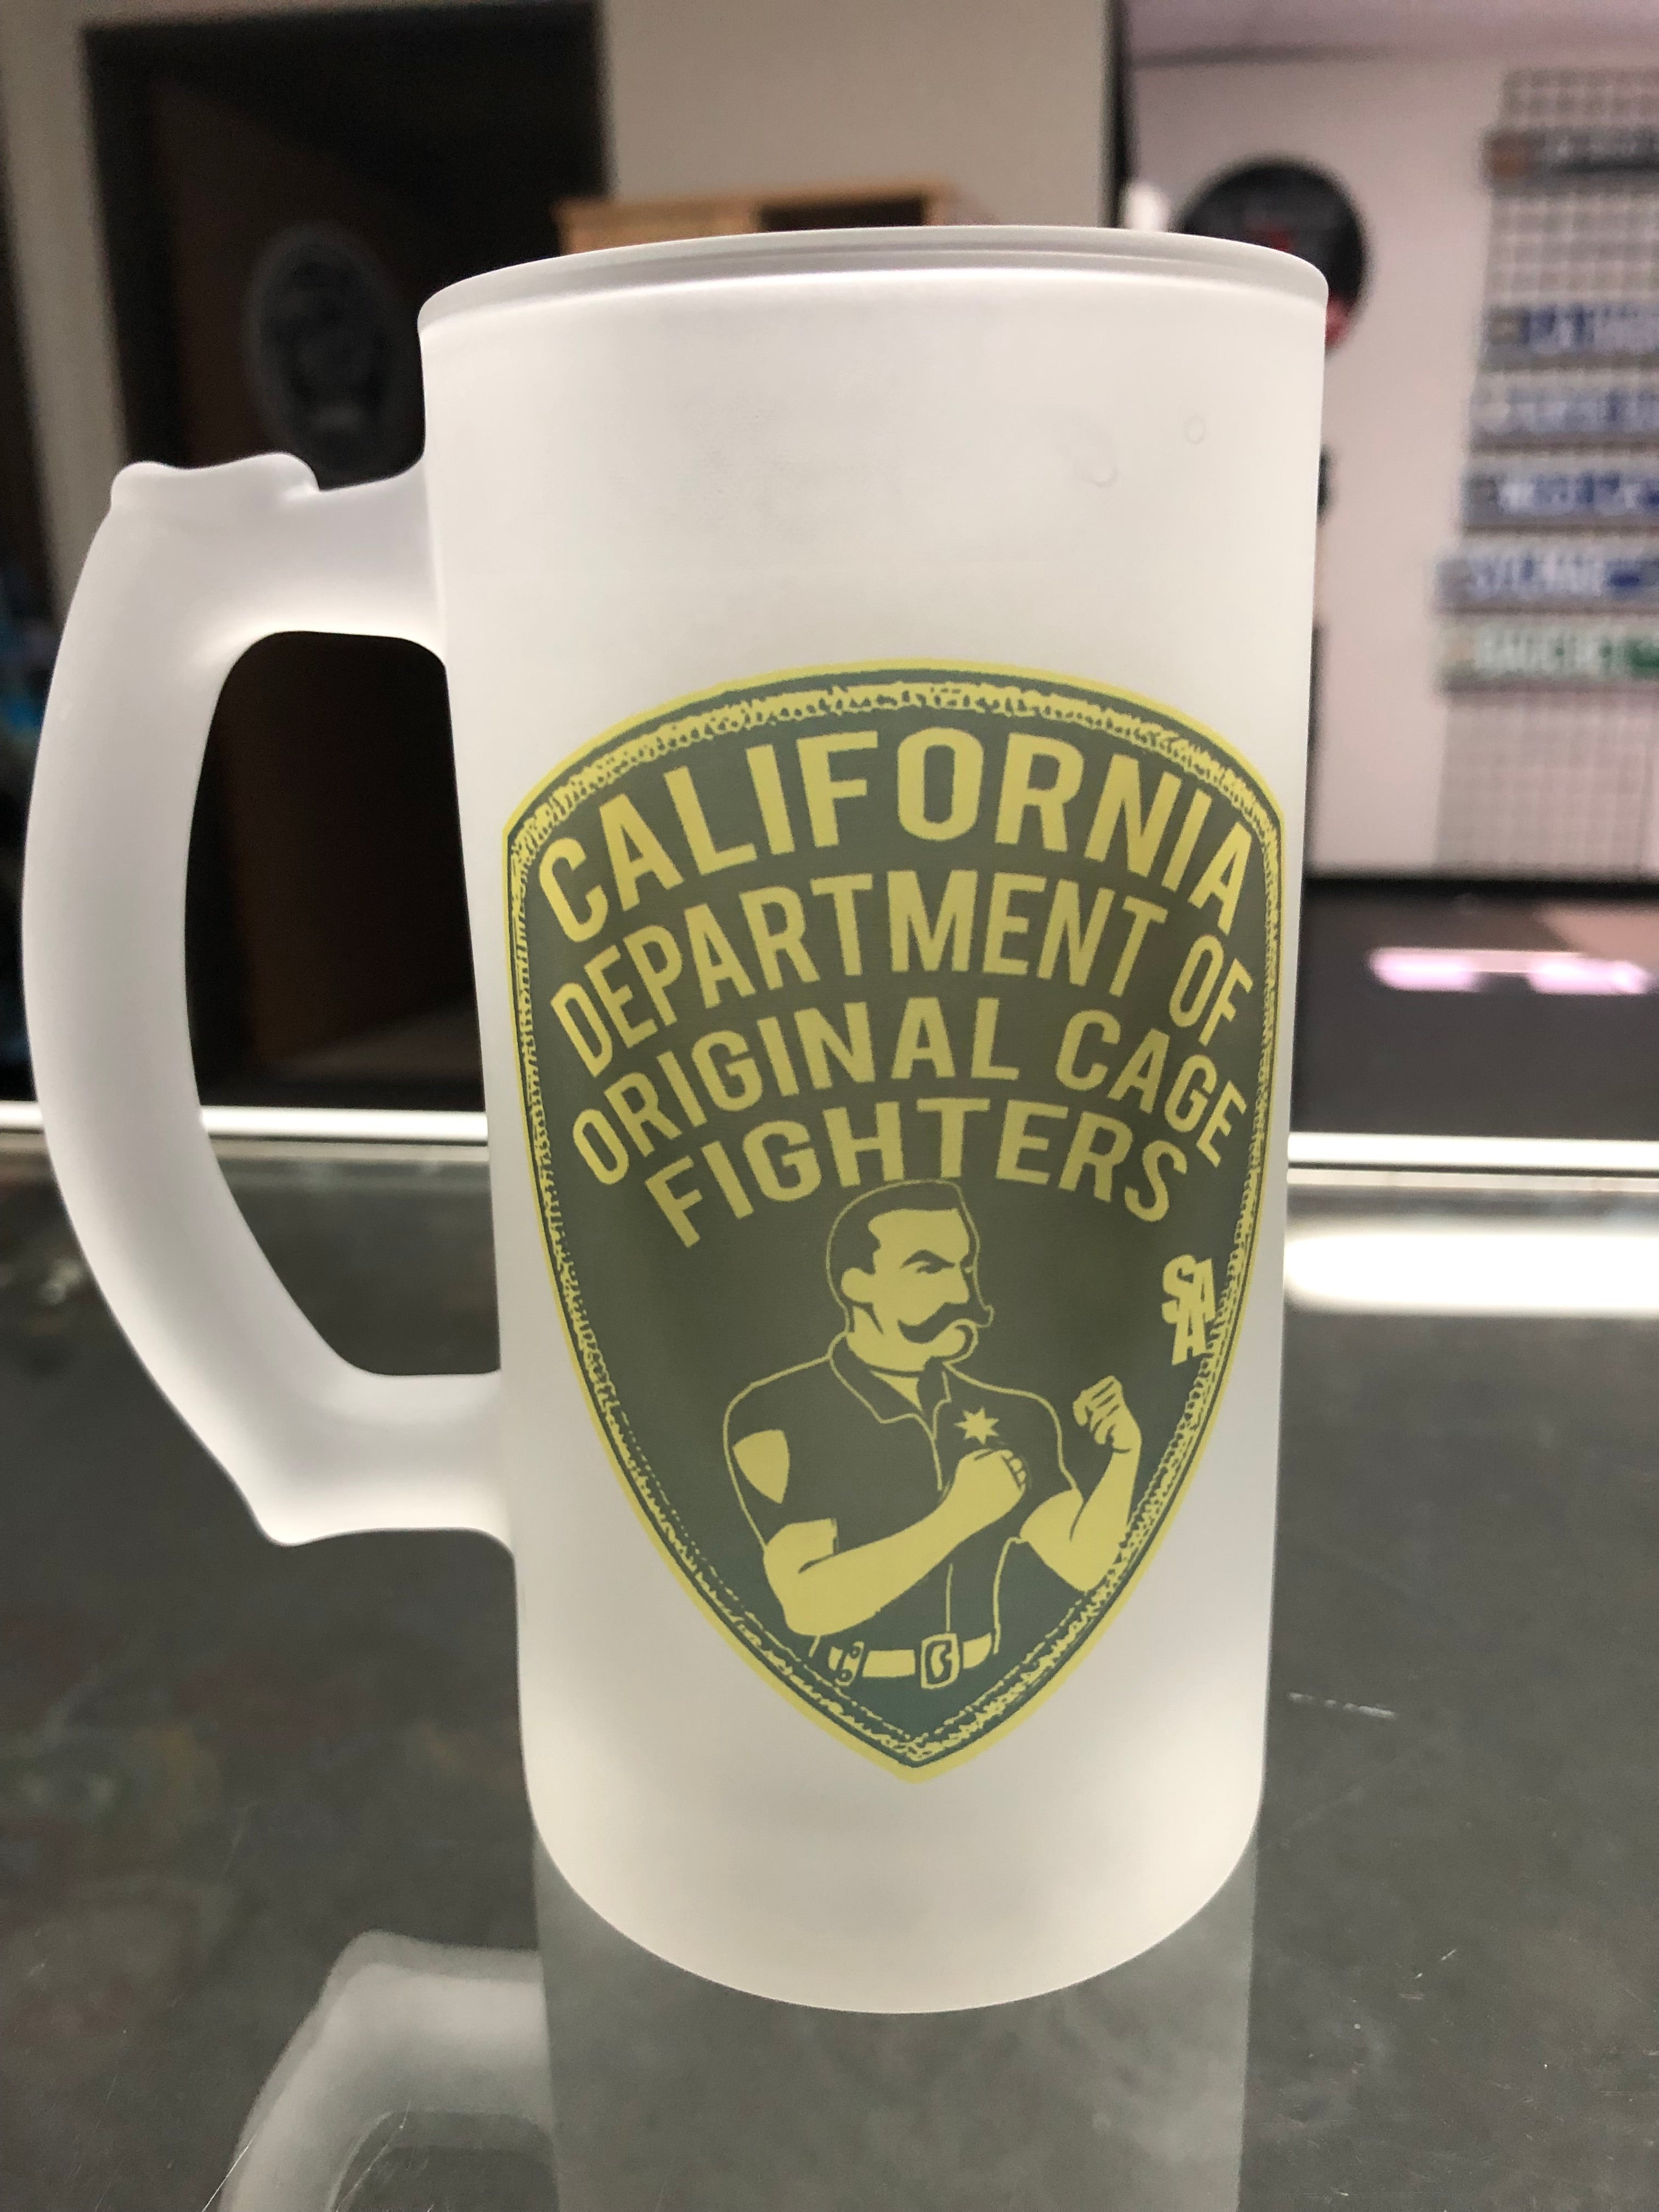 CALIFORNIA
DEPARTMENT OF
ORIGINAL CAGE
FIGHTERS
SA
A